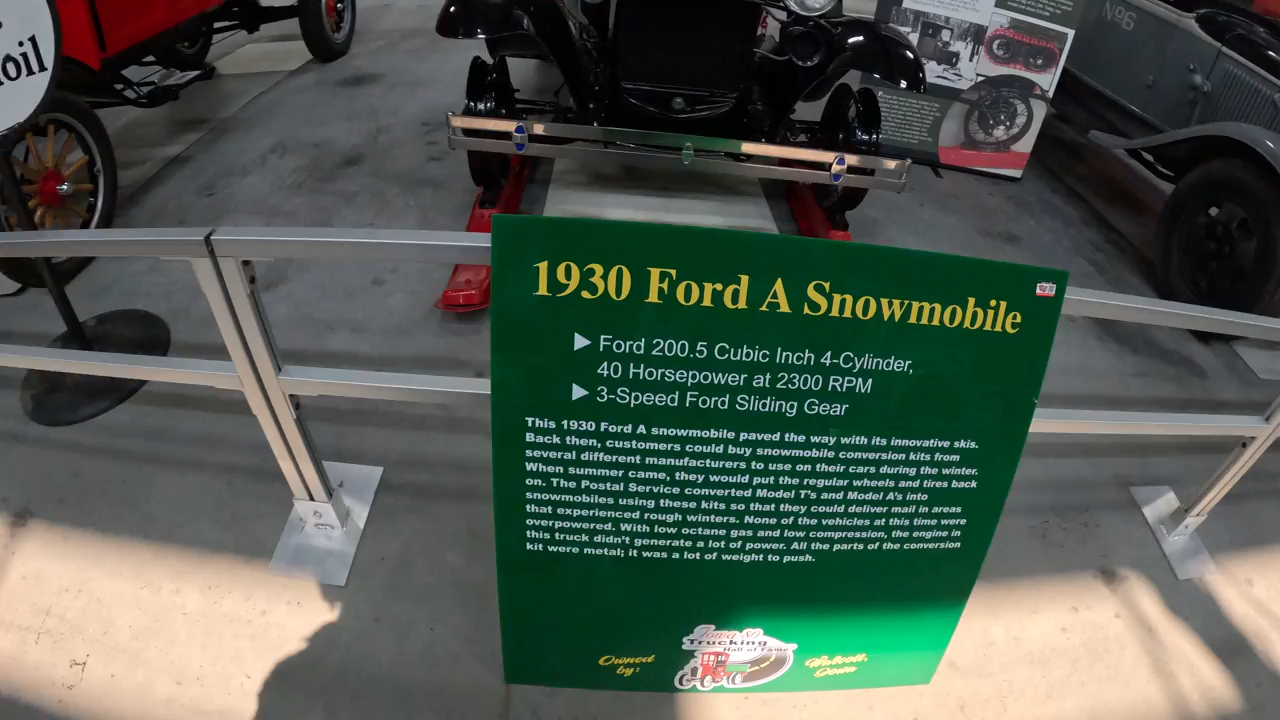 oil
Nº6
1930 Ford A Snowmobile
Ford 200.5 Cubic Inch 4-Cylinder,
40 Horsepower at 2300 RPM
3-Speed Ford Sliding Gear
This 1930 Ford A snowmobile paved the way with its innovative skis.
Back then, customers could buy snowmobile conversion kits from
several different manufacturers to use on their cars during the winter.
When summer came, they would put the regular wheels and tires back
on. The Postal Service converted Model T's and Model A's into
snowmobiles using these kits so that they could deliver mail in areas
that experienced rough winters. None of the vehicles at this time were
overpowered. With low octane gas and low compression, the engine in
this truck didn't generate a lot of power. All the parts of the conversion
kit were metal; it was a lot of weight to push.
Owned
by:
Iowa 80
Trucking
Hall of Fame
Walcott,
Iowa